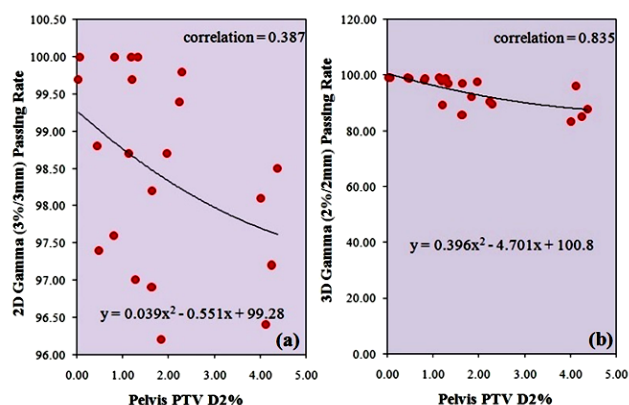 correlation = 0.387
2D Gamma (3%/3mm) Passing Rate
100.50
100.00
99.50
99.00
98.50
98.00
97.50
97.00
96.50
96.00
y = 0.039x² - 0.551x + 99.28
(a)
0.00 1.00 2.00 3.00 4.00 5.00
Pelvis PTV D2%
correlation = 0.835
3D Gamma (2%/2mm) Passing Rate
120.00
100.00
80.00
60.00
40.00
20.00
0.00
y = 0.396x² - 4.701x + 100.8
(b)
0.00 1.00 2.00 3.00 4.00 5.00
Pelvis PTV D2%